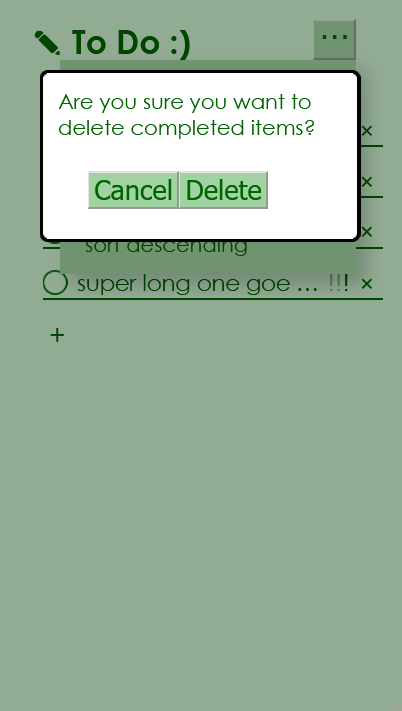 To Do :)
...
Are you sure you want to
delete completed items?
×
×
Cancel Delete
×
sort descending
super long one goe ... !!! ×
+